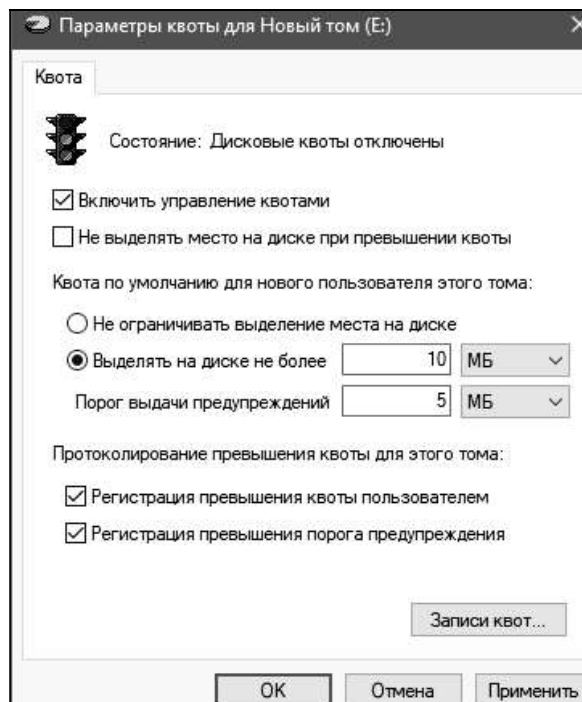 Параметры квоты для Новый том (E:)
Квота
Состояние: Дисковые квоты отключены
Включить управление квотами
Не выделять место на диске при превышении квоты
Квота по умолчанию для нового пользователя этого тома:
Не ограничивать выделение места на диске
Выделять на диске не более 10 МБ
Порог выдачи предупреждений 5 МБ
Протоколирование превышения квоты для этого тома:
Регистрация превышения квоты пользователем
Регистрация превышения порога предупреждения
Записи квот...
OK Отмена Применить